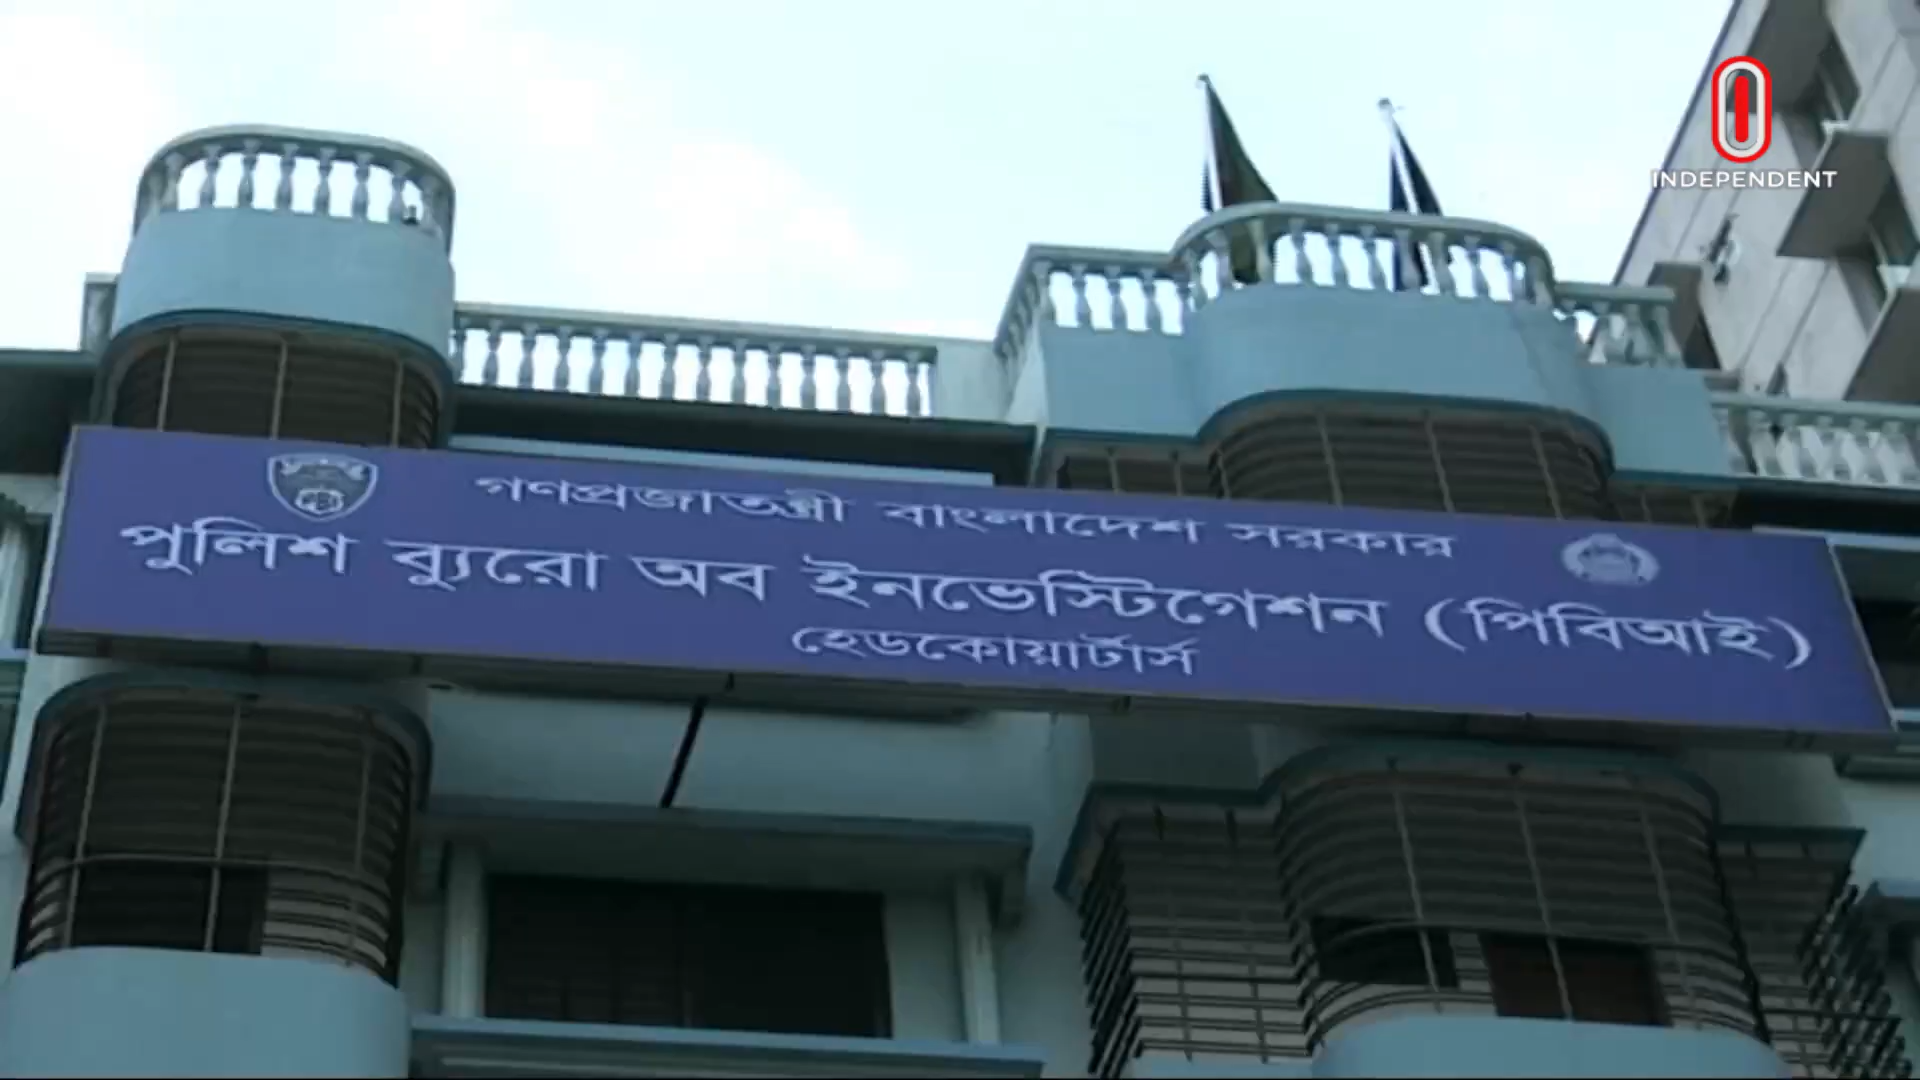 INDEPENDENT
গণপ্রজাতন্ত্রী বাংলাদেশ সরকার
পুলিশ ব্যুরো অব ইনভেস্টিগেশন (পিবিআই)
হেডকোয়ার্টার্স